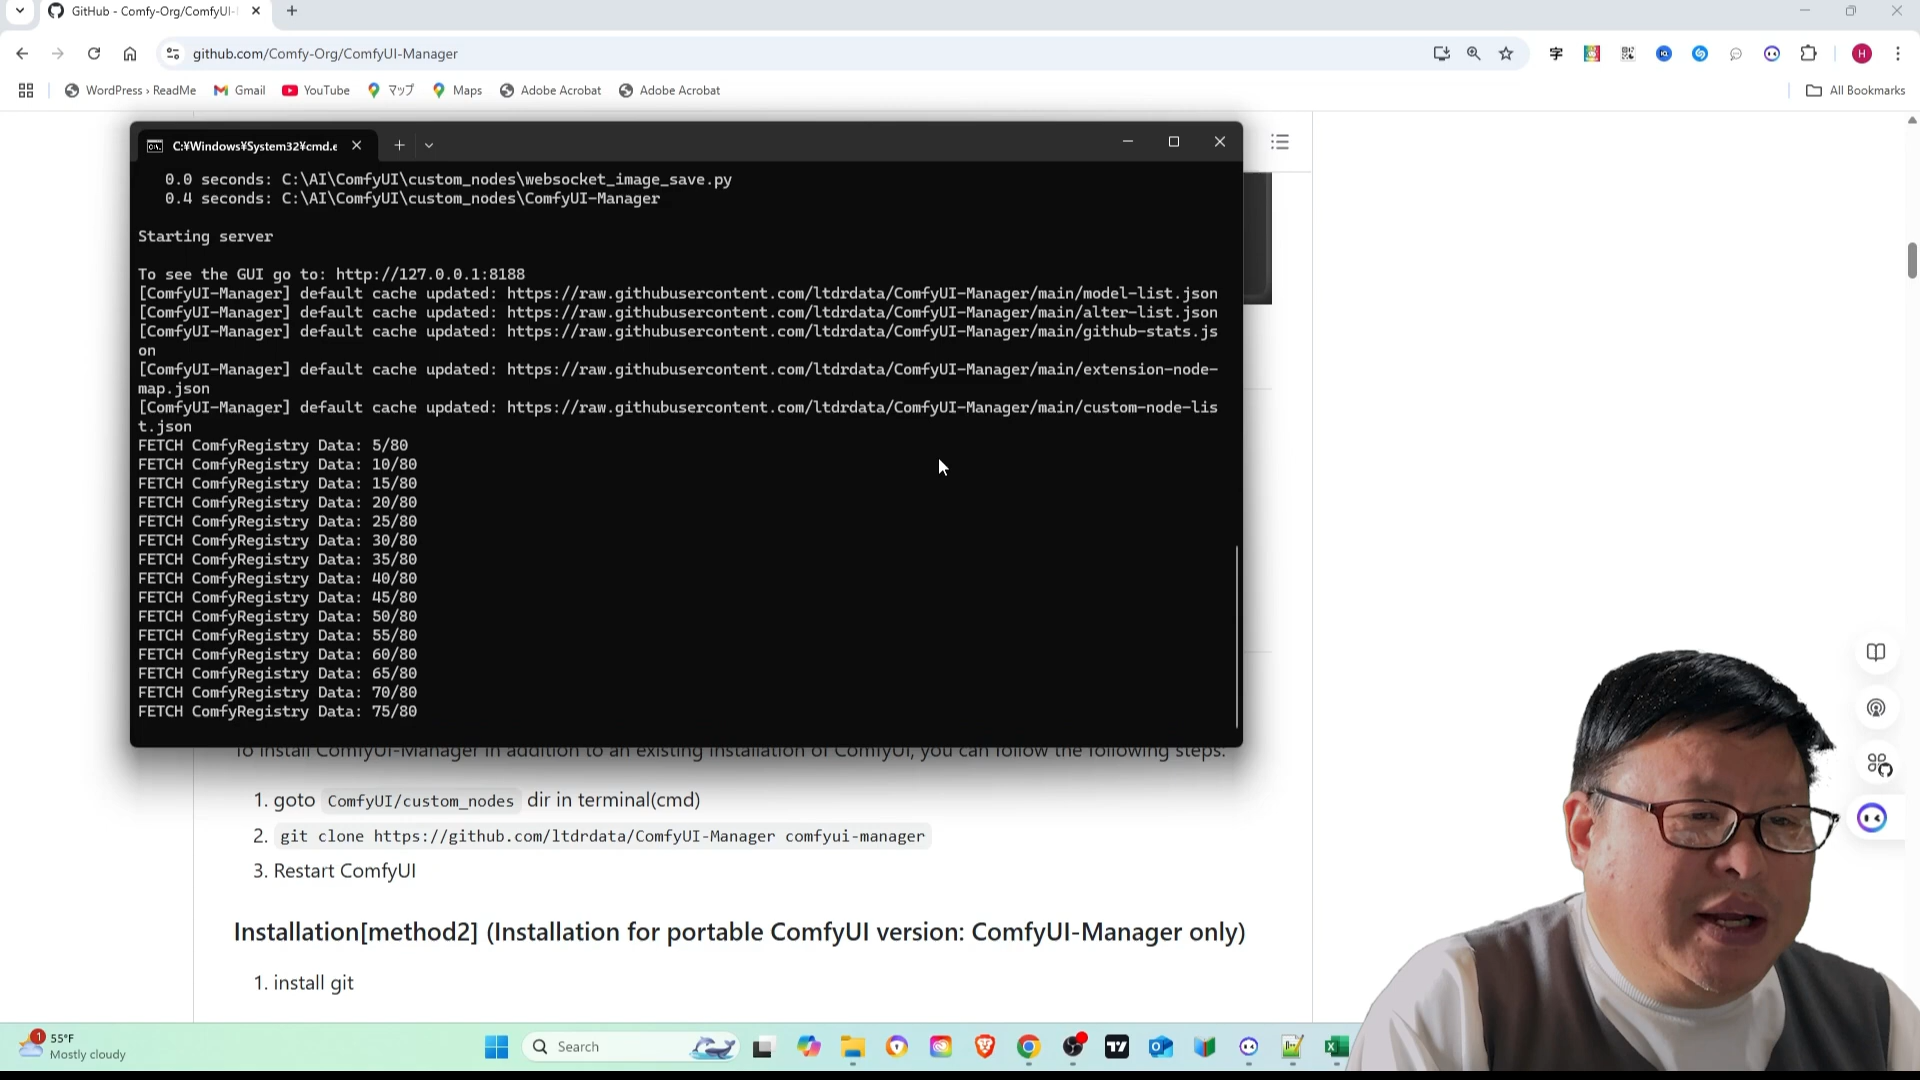 GitHub - Comfy-Org/ComfyUI-
github.com/Comfy-Org/ComfyUI-Manager
字
H
WordPress › ReadMe
Gmail
YouTube
マップ
Maps
Adobe Acrobat
Adobe Acrobat
All Bookmarks
C:¥Windows¥System32¥cmd.e
0.0 seconds: C:\AI\ComfyUI\custom_nodes\websocket_image_save.py
0.4 seconds: C:\AI\ComfyUI\custom_nodes\ComfyUI-Manager
Starting server
To see the GUI go to: http://127.0.0.1:8188
[ComfyUI-Manager] default cache updated: https://raw.githubusercontent.com/ltdrdata/ComfyUI-Manager/main/model-list.json
[ComfyUI-Manager] default cache updated: https://raw.githubusercontent.com/ltdrdata/ComfyUI-Manager/main/alter-list.json
[ComfyUI-Manager] default cache updated: https://raw.githubusercontent.com/ltdrdata/ComfyUI-Manager/main/github-stats.js
on
[ComfyUI-Manager] default cache updated: https://raw.githubusercontent.com/ltdrdata/ComfyUI-Manager/main/extension-node-
map.json
[ComfyUI-Manager] default cache updated: https://raw.githubusercontent.com/ltdrdata/ComfyUI-Manager/main/custom-node-lis
t.json
FETCH ComfyRegistry Data: 5/80
FETCH ComfyRegistry Data: 10/80
FETCH ComfyRegistry Data: 15/80
FETCH ComfyRegistry Data: 20/80
FETCH ComfyRegistry Data: 25/80
FETCH ComfyRegistry Data: 30/80
FETCH ComfyRegistry Data: 35/80
FETCH ComfyRegistry Data: 40/80
FETCH ComfyRegistry Data: 45/80
FETCH ComfyRegistry Data: 50/80
FETCH ComfyRegistry Data: 55/80
FETCH ComfyRegistry Data: 60/80
FETCH ComfyRegistry Data: 65/80
FETCH ComfyRegistry Data: 70/80
FETCH ComfyRegistry Data: 75/80
To install ComfyUI-Manager in addition to an existing installation of ComfyUI, you can follow the following steps:
1. goto ComfyUI/custom_nodes dir in terminal(cmd)
2. git clone https://github.com/ltdrdata/ComfyUI-Manager comfyui-manager
3. Restart ComfyUI
Installation[method2] (Installation for portable ComfyUI version: ComfyUI-Manager only)
1. install git
1
55°F
Mostly cloudy
Search